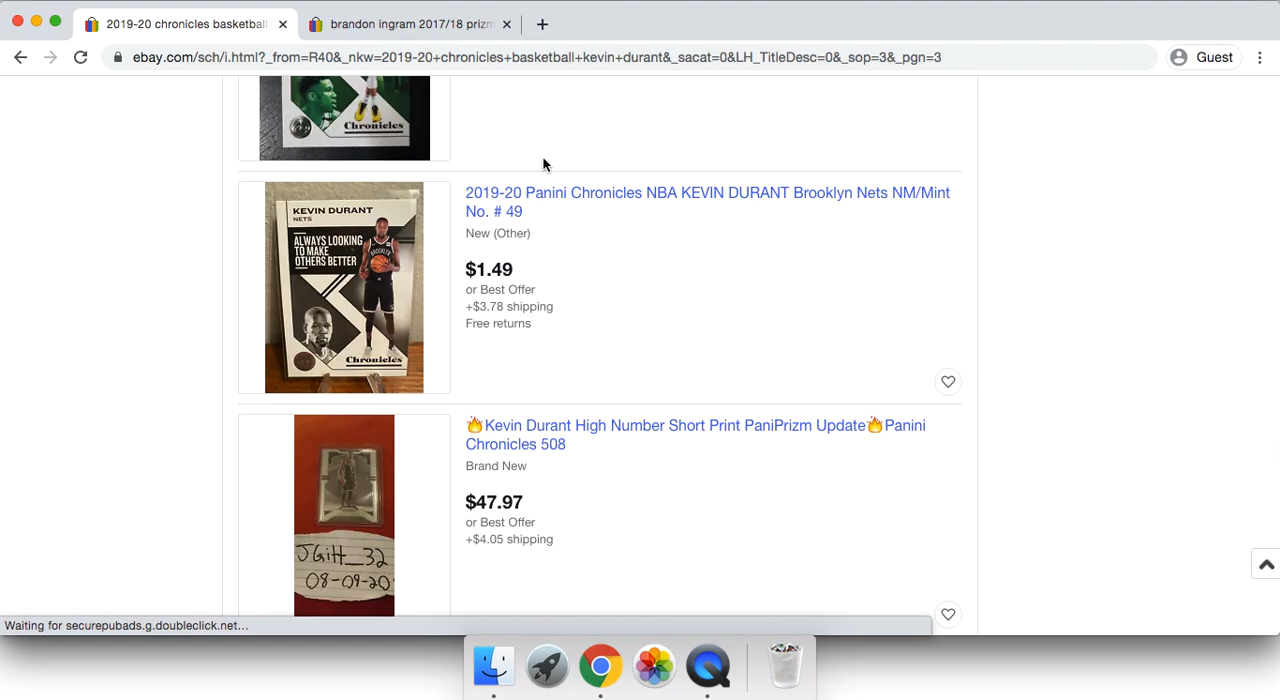 2019-20 chronicles basketball
brandon ingram 2017/18 prizm
ebay.com/sch/i.html?_from=R40&_nkw=2019-20+chronicles+basketball+kevin+durant&_sacat=0&LH_TitleDesc=0&_sop=3&_pgn=3
Guest
Chronicles
KEVIN DURANT
NETS
ALWAYS LOOKING
TO MAKE
OTHERS BETTER
BROOKLYN
Chronicles
2019-20 Panini Chronicles NBA KEVIN DURANT Brooklyn Nets NM/Mint
No. # 49
New (Other)
$1.49
or Best Offer
+$3.78 shipping
Free returns
🔥Kevin Durant High Number Short Print PaniPrizm Update🔥Panini
Chronicles 508
Brand New
$47.97
or Best Offer
+$4.05 shipping
JGitt_32
08-09-20
Waiting for securepubads.g.doubleclick.net...